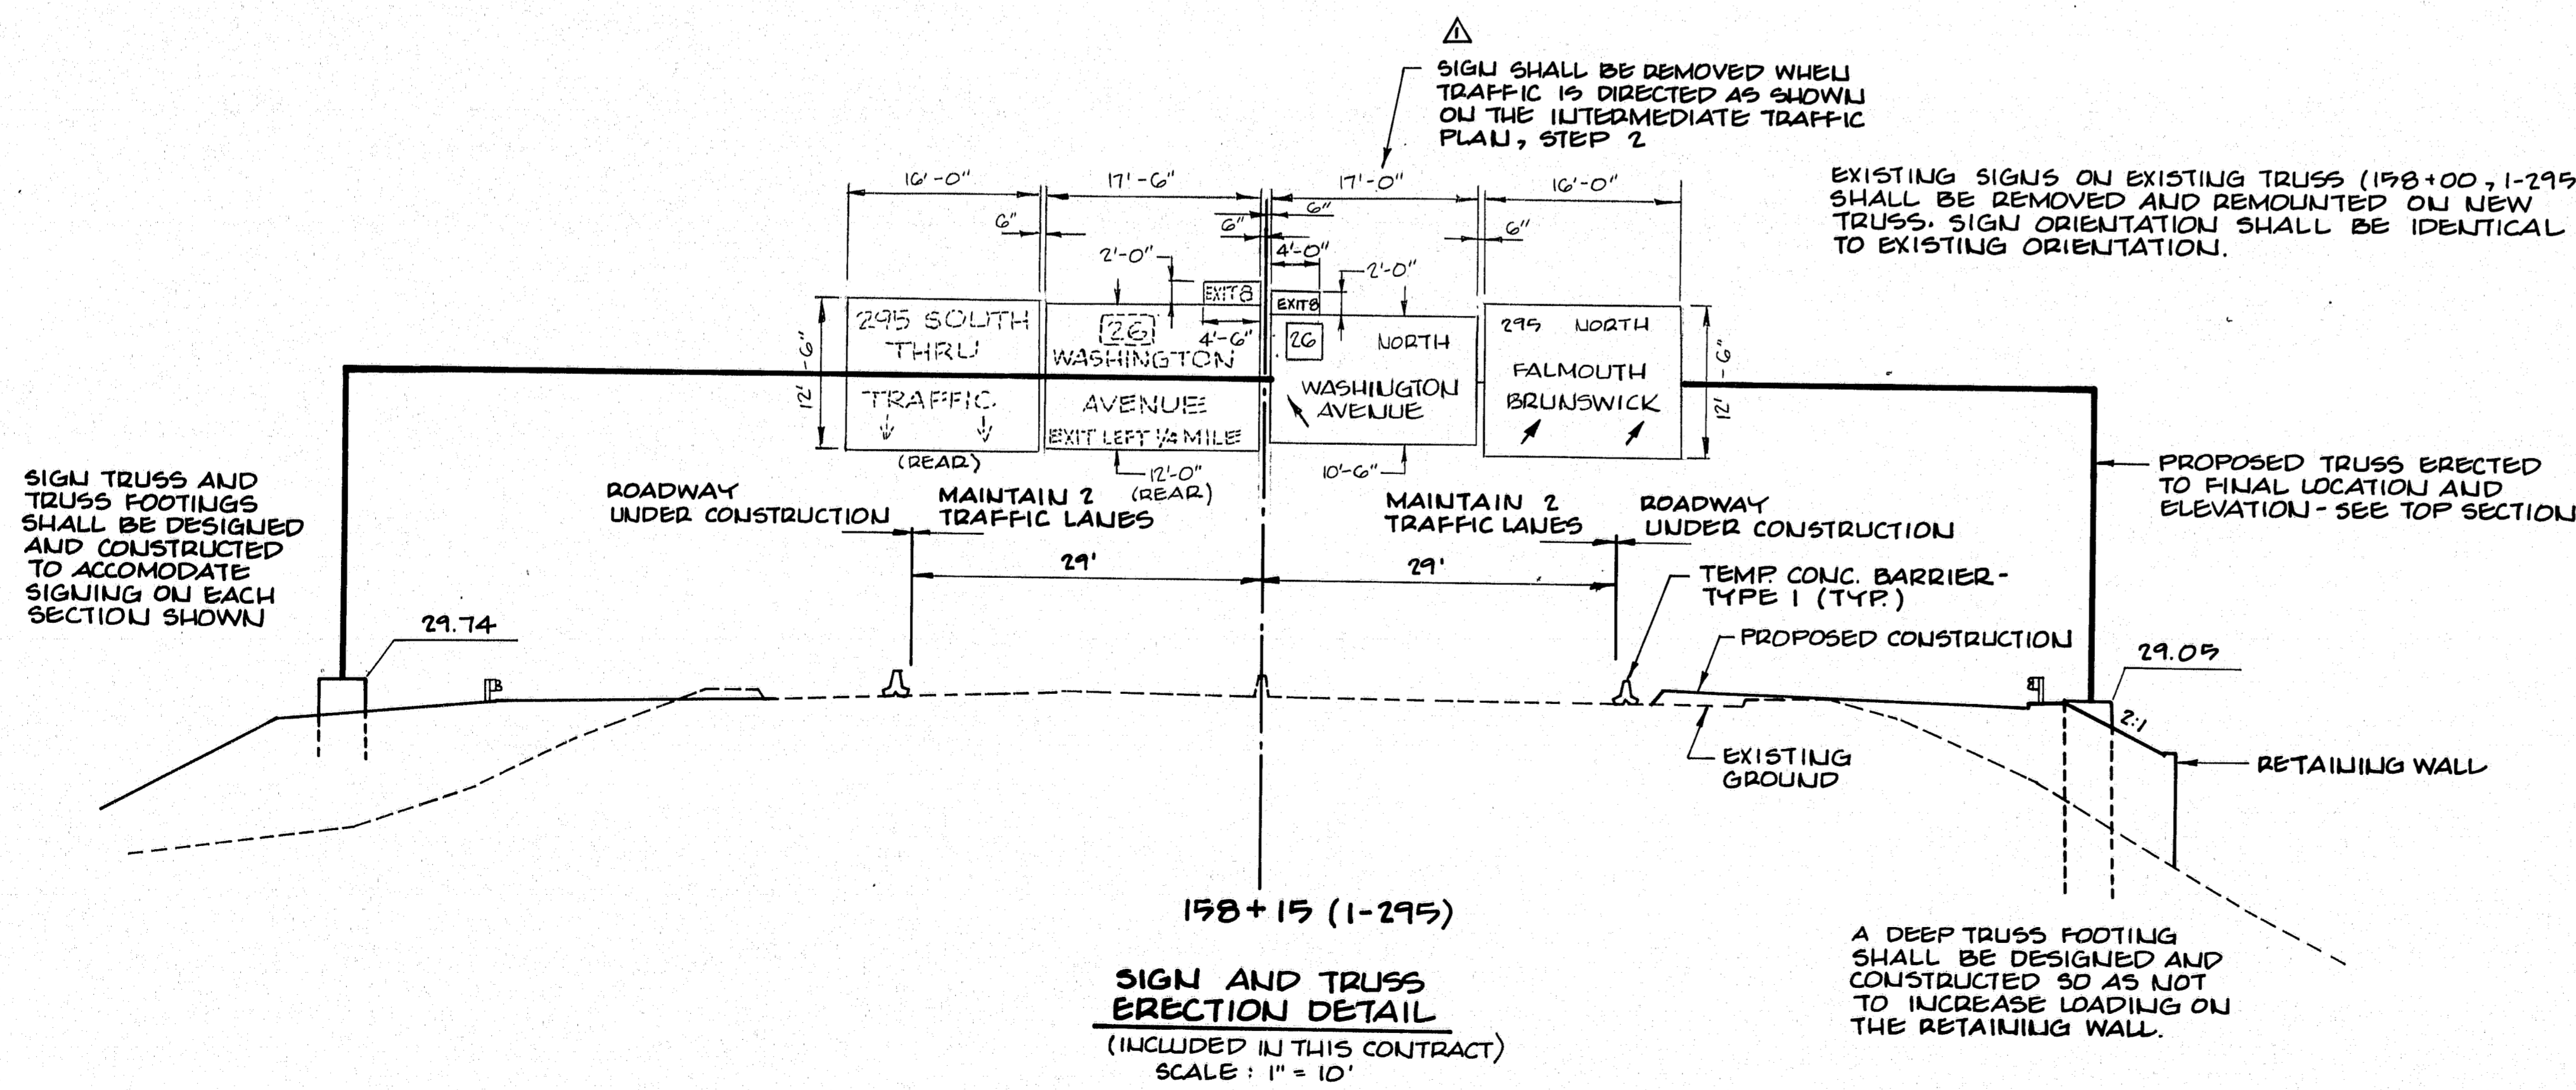 1
SIGN SHALL BE REMOVED WHEN
TRAFFIC IS DIRECTED AS SHOWN
ON THE INTERMEDIATE TRAFFIC
PLAN, STEP 2
EXISTING SIGNS ON EXISTING TRUSS (158+00, I-295
SHALL BE REMOVED AND REMOUNTED ON NEW
TRUSS. SIGN ORIENTATION SHALL BE IDENTICAL
TO EXISTING ORIENTATION.
16'-0"
17'-6"
17'-0"
16'-0"
6"
6"
6"
6"
2'-0"
4'-0"
2'-0"
12'-6"
295 SOUTH
THRU
TRAFFIC
(REAR)
EXIT 8
26
4'-6"
WASHINGTON
AVENUE
EXIT LEFT 1/4 MILE
12'-0"
(REAR)
EXIT 8
26 NORTH
WASHINGTON
AVENUE
10'-6"
295 NORTH
FALMOUTH
BRUNSWICK
12'-6"
SIGN TRUSS AND
TRUSS FOOTINGS
SHALL BE DESIGNED
AND CONSTRUCTED
TO ACCOMODATE
SIGNING ON EACH
SECTION SHOWN
ROADWAY
UNDER CONSTRUCTION
MAINTAIN 2
TRAFFIC LANES
MAINTAIN 2
TRAFFIC LANES
ROADWAY
UNDER CONSTRUCTION
PROPOSED TRUSS ERECTED
TO FINAL LOCATION AND
ELEVATION - SEE TOP SECTION
29'
29'
TEMP. CONC. BARRIER-
TYPE I (TYP.)
29.74
PROPOSED CONSTRUCTION
29.05
2:1
EXISTING
GROUND
RETAINING WALL
158+15 (I-295)
SIGN AND TRUSS
ERECTION DETAIL
(INCLUDED IN THIS CONTRACT)
SCALE: 1" = 10'
A DEEP TRUSS FOOTING
SHALL BE DESIGNED AND
CONSTRUCTED SO AS NOT
TO INCREASE LOADING ON
THE RETAINING WALL.